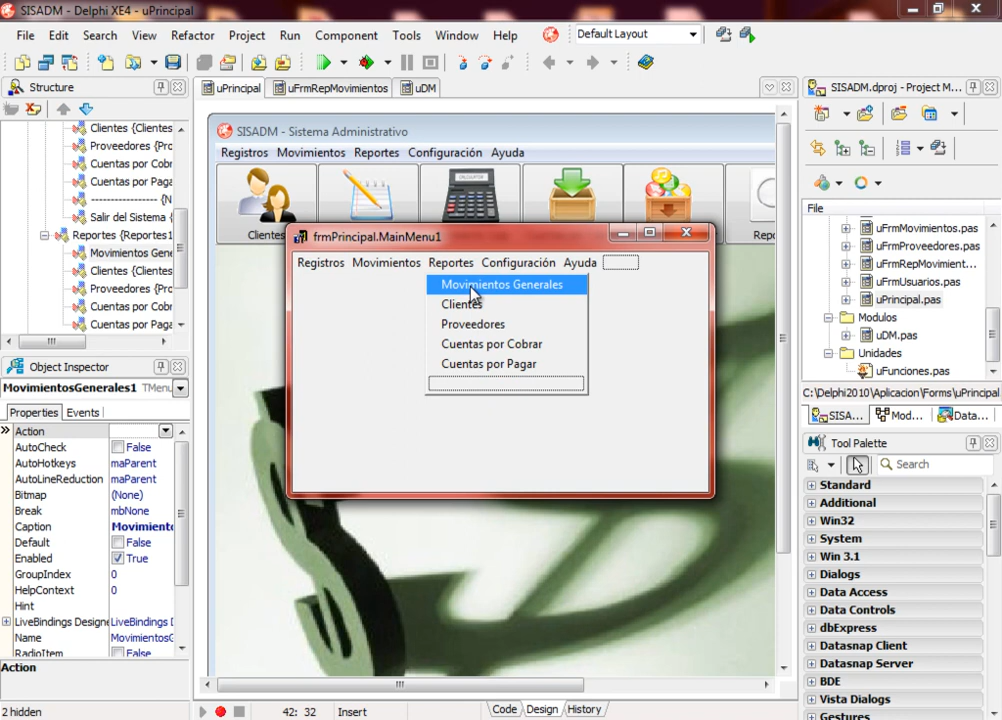 SISADM - Delphi XE4 - uPrincipal
File Edit Search View Refactor Project Run Component Tools Window Help
Default Layout
Structure
Clientes {Clientes
Proveedores {Pro
Cuentas por Cobr
Cuentas por Paga
------------------ {N
Salir del Sistema {
Reportes {Reportes1
Movimientos Gene
Clientes {Clientes
Proveedores {Pro
Cuentas por Cobr
Cuentas por Paga
Object Inspector
MovimientosGenerales1 TMenu
Properties Events
Action
AutoCheck False
AutoHotkeys maParent
AutoLineReduction maParent
Bitmap (None)
Break mbNone
Caption Movimiento
Default False
Enabled True
GroupIndex 0
HelpContext 0
Hint
LiveBindings Designe LiveBindings D
Name MovimientosG
RadioItem False
Action
2 hidden
uPrincipal uFrmRepMovimientos uDM
SISADM - Sistema Administrativo
Registros Movimientos Reportes Configuración Ayuda
CALCULATOR
Clientes
Repo
frmPrincipal.MainMenu1
Registros Movimientos Reportes Configuración Ayuda
Movimientos Generales
Clientes
Proveedores
Cuentas por Cobrar
Cuentas por Pagar
42: 32 Insert
Code Design History
SISADM.dproj - Project M...
File
uFrmMovimientos.pas
uFrmProveedores.pas
uFrmRepMovimient...
uFrmUsuarios.pas
uPrincipal.pas
Modulos
uDM.pas
Unidades
uFunciones.pas
C:\Delphi2010\Aplicacion\Forms\uPrincipal
SISA... Mod... Data...
Tool Palette
Search
Standard
Additional
Win32
System
Win 3.1
Dialogs
Data Access
Data Controls
dbExpress
Datasnap Client
Datasnap Server
BDE
Vista Dialogs
Gestures